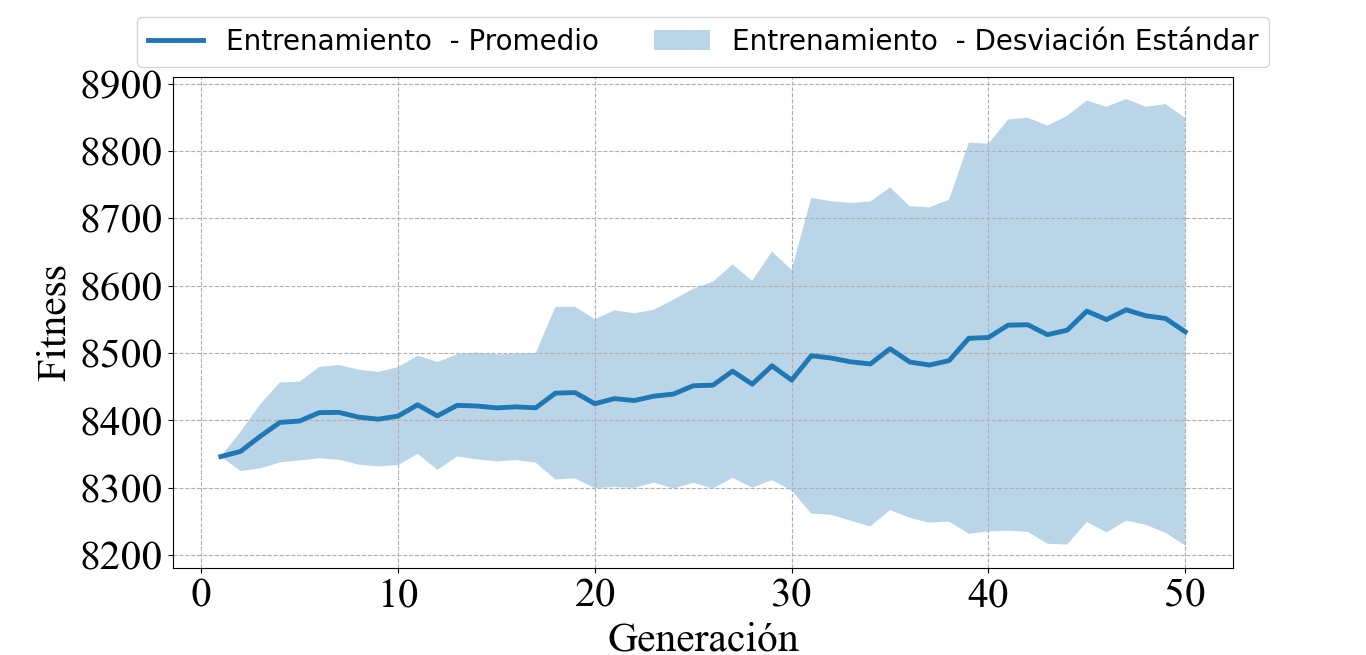 Entrenamiento  - Promedio
Entrenamiento  - Desviación Estándar
8900
8800
8700
8600
8500
8400
8300
8200
Fitness
0 10 20 30 40 50
Generación